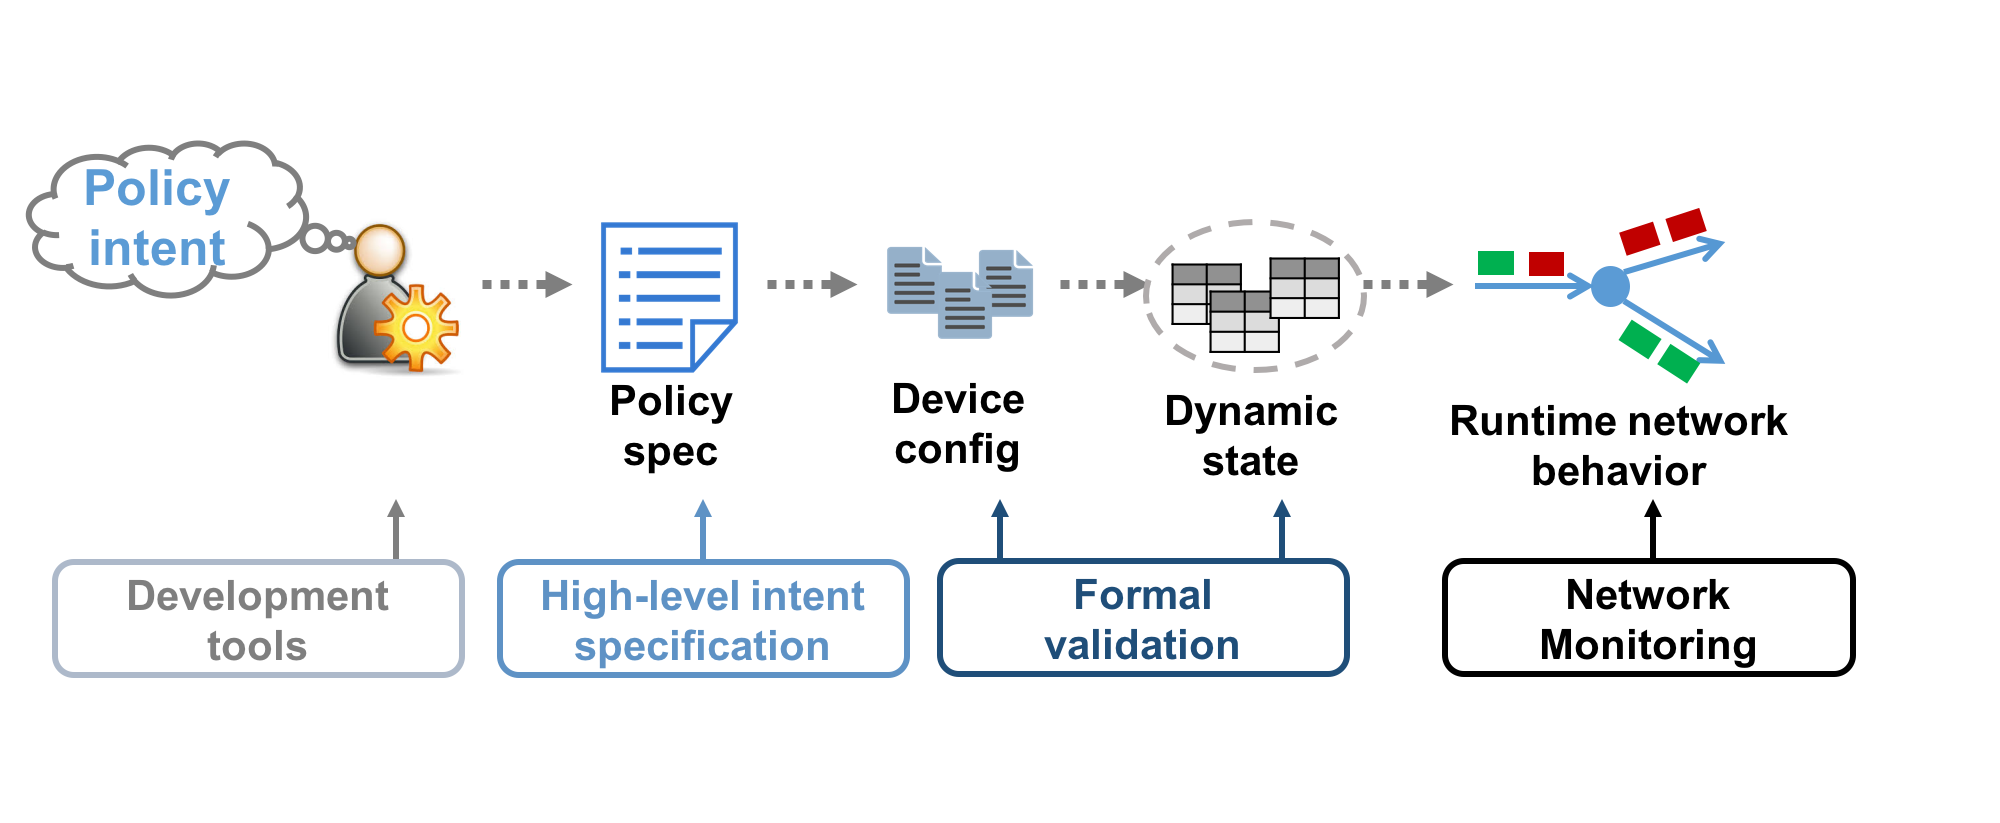 Policy
intent
Policy
spec
Device
config
Dynamic
state
Runtime network
behavior
Development
tools
High-level intent
specification
Formal
validation
Network
Monitoring